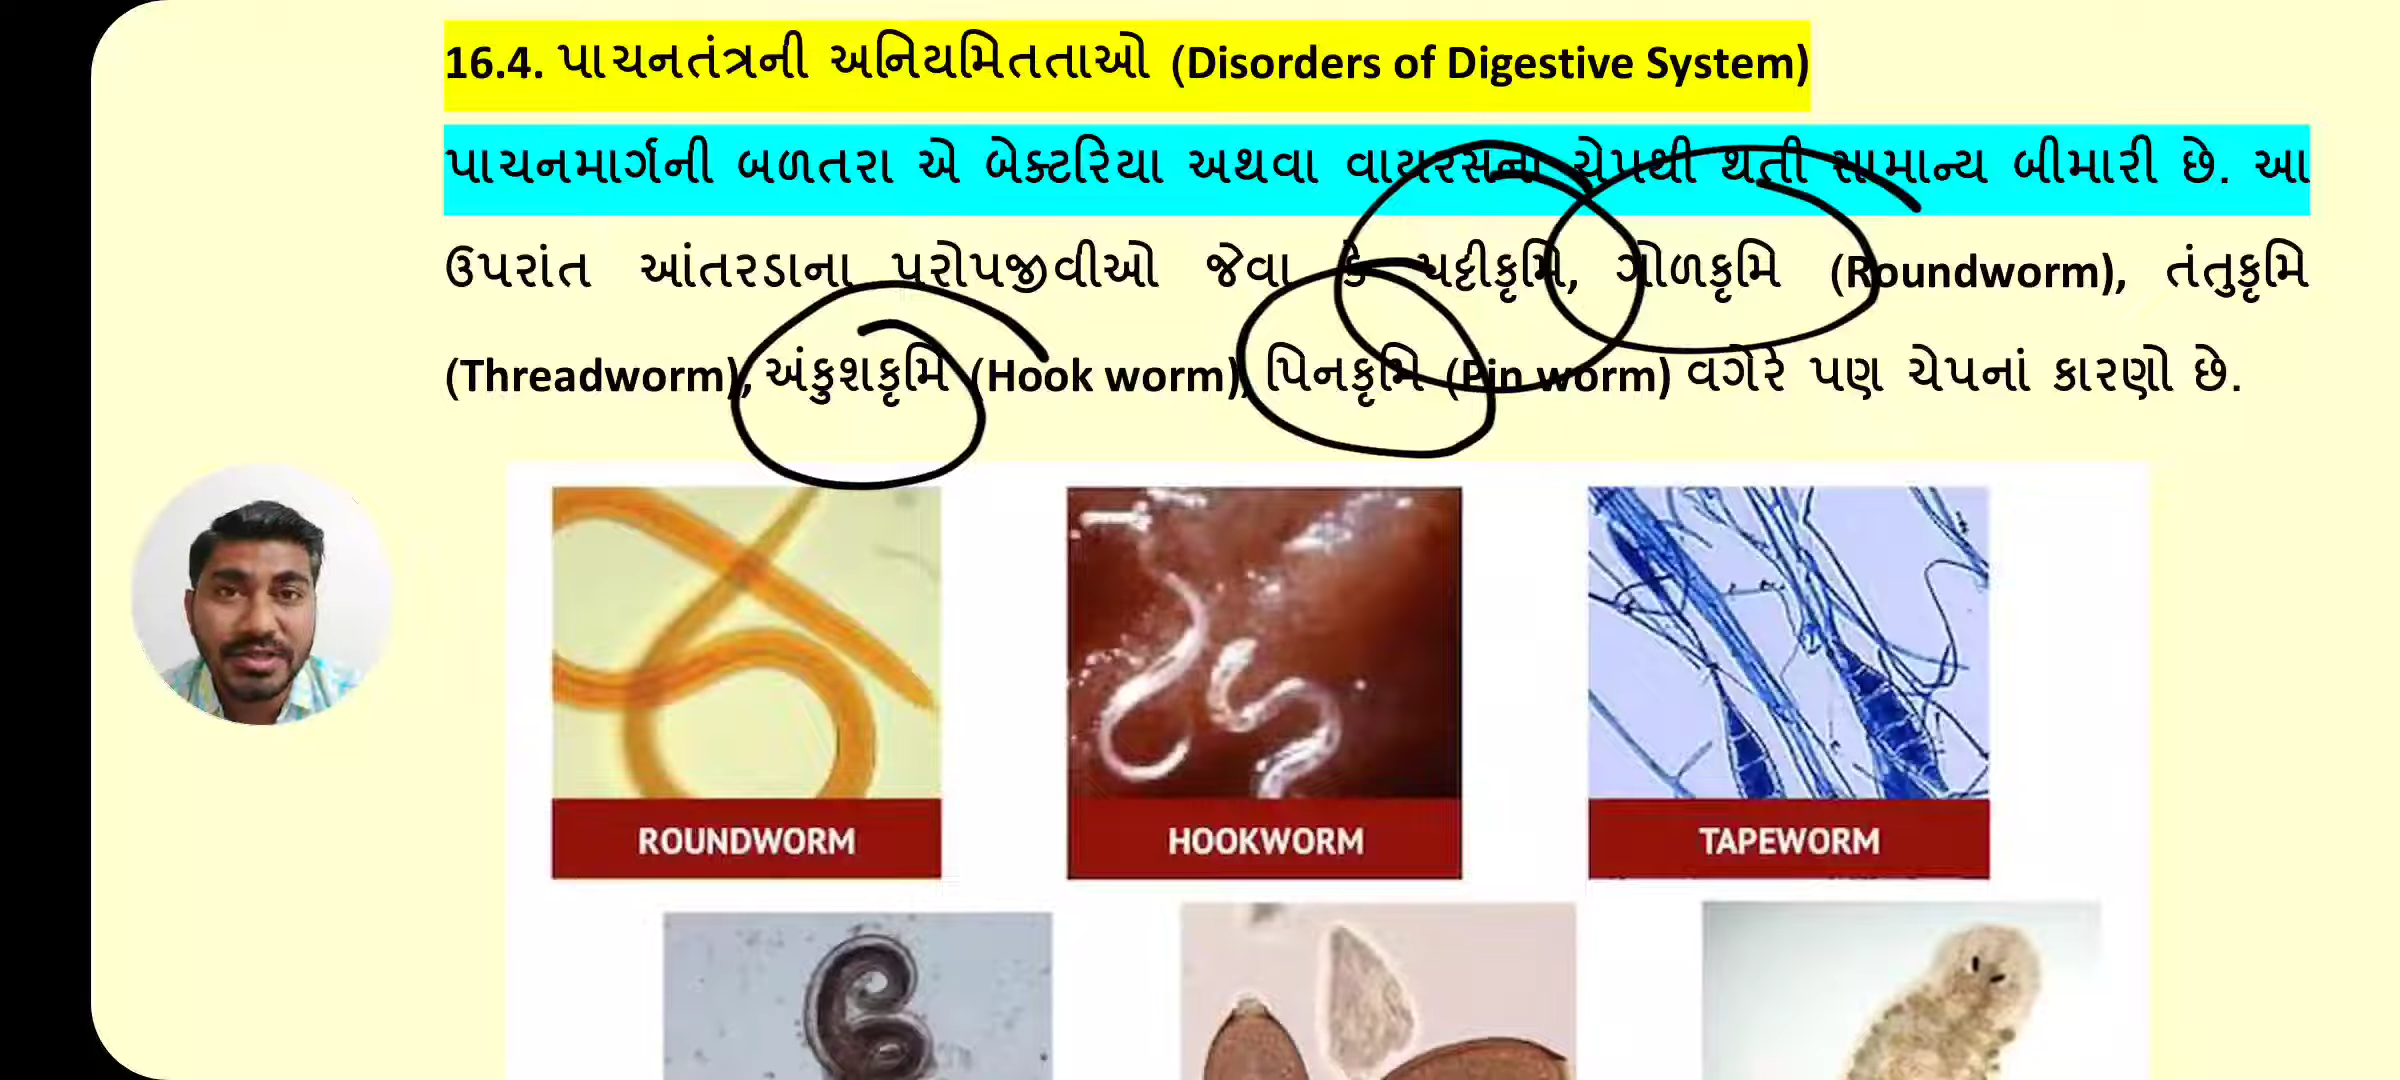 16.4. પાચનતંત્રની અનિયમિતતાઓ (Disorders of Digestive System)
પાચનમાર્ગની બળતરા એ બેક્ટરિયા અથવા વાયરસના ચેપથી થતી સામાન્ય બીમારી છે. આ
ઉપરાંત આંતરડાના પરોપજીવીઓ જેવા કે પટ્ટીકૃમિ, ગોળકૃમિ (Roundworm), તંતુકૃમિ
(Threadworm), અંકુશકૃમિ (Hook worm), પિનકૃમિ (Pin worm) વગેરે પણ ચેપનાં કારણો છે.
ROUNDWORM
HOOKWORM
TAPEWORM